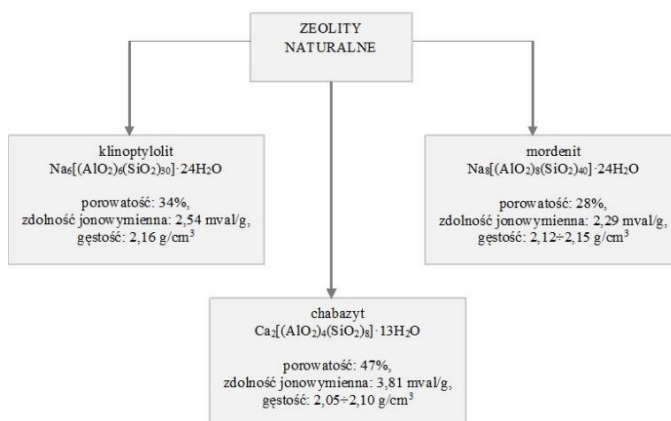 ZEOLITY
NATURALNE
klinoptylolit
Na₆[(AlO₂)₆(SiO₂)₃₀]·24H₂O
porowatość: 34%,
zdolność jonowymienna: 2,54 mval/g,
gęstość: 2,16 g/cm³
mordenit
Na₈[(AlO₂)₈(SiO₂)₄₀]·24H₂O
porowatość: 28%,
zdolność jonowymienna: 2,29 mval/g,
gęstość: 2,12÷2,15 g/cm³
chabazyt
Ca₂[(AlO₂)₄(SiO₂)₈]·13H₂O
porowatość: 47%,
zdolność jonowymienna: 3,81 mval/g,
gęstość: 2,05÷2,10 g/cm³